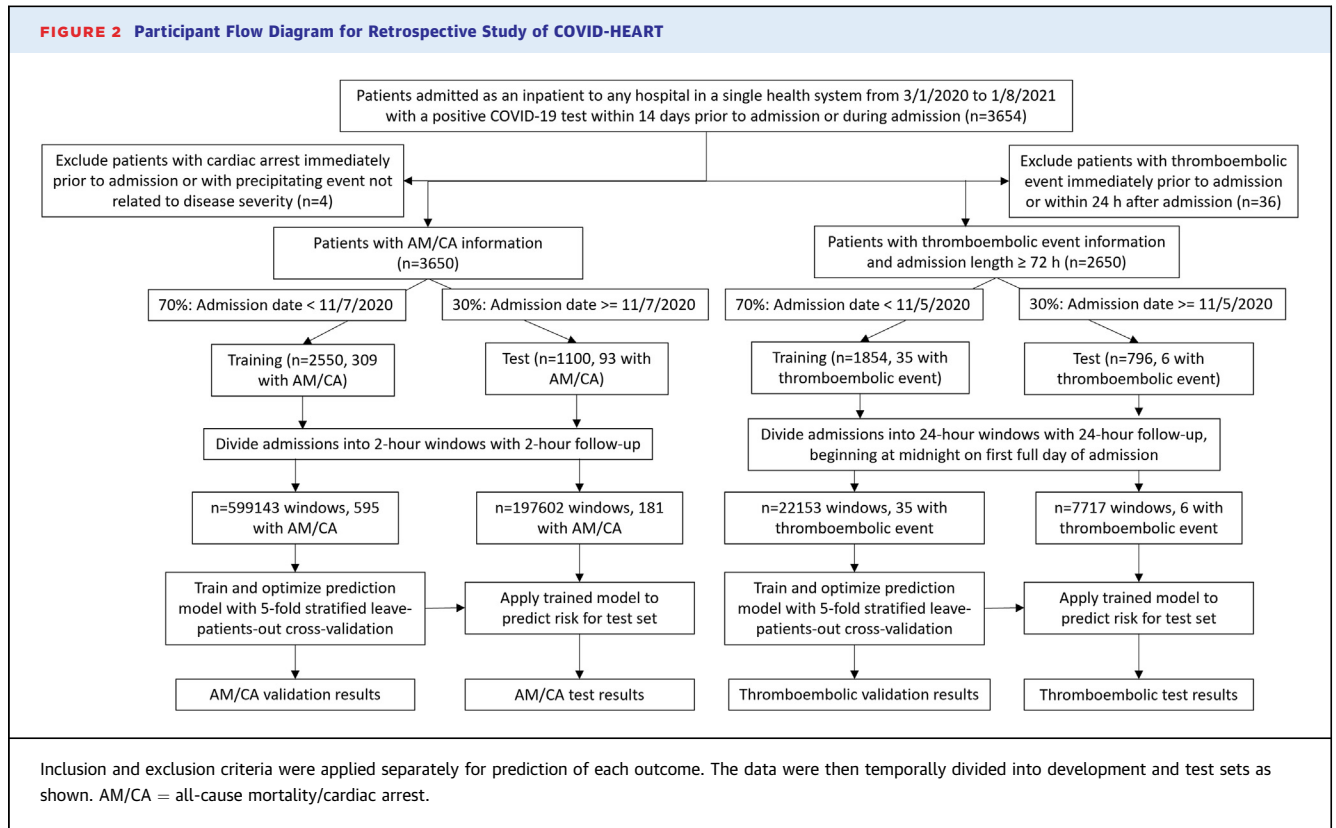 FIGURE 2 Participant Flow Diagram for Retrospective Study of COVID-HEART
Patients admitted as an inpatient to any hospital in a single health system from 3/1/2020 to 1/8/2021
with a positive COVID-19 test within 14 days prior to admission or during admission (n=3654)
Exclude patients with cardiac arrest immediately
prior to admission or with precipitating event not
related to disease severity (n=4)
Exclude patients with thromboembolic
event immediately prior to admission
or within 24 h after admission (n=36)
Patients with AM/CA information
(n=3650)
Patients with thromboembolic event information
and admission length ≥ 72 h (n=2650)
70%: Admission date < 11/7/2020
30%: Admission date >= 11/7/2020
70%: Admission date < 11/5/2020
30%: Admission date >= 11/5/2020
Training (n=2550, 309
with AM/CA)
Test (n=1100, 93 with
AM/CA)
Training (n=1854, 35 with
thromboembolic event)
Test (n=796, 6 with
thromboembolic event)
Divide admissions into 2-hour windows with 2-hour follow-up
Divide admissions into 24-hour windows with 24-hour follow-up,
beginning at midnight on first full day of admission
n=599143 windows, 595
with AM/CA
n=197602 windows, 181
with AM/CA
n=22153 windows, 35 with
thromboembolic event
n=7717 windows, 6 with
thromboembolic event
Train and optimize prediction
model with 5-fold stratified leave-
patients-out cross-validation
Apply trained model to
predict risk for test set
Train and optimize prediction
model with 5-fold stratified leave-
patients-out cross-validation
Apply trained model to
predict risk for test set
AM/CA validation results
AM/CA test results
Thromboembolic validation results
Thromboembolic test results
Inclusion and exclusion criteria were applied separately for prediction of each outcome. The data were then temporally divided into development and test sets as
shown. AM/CA = all-cause mortality/cardiac arrest.